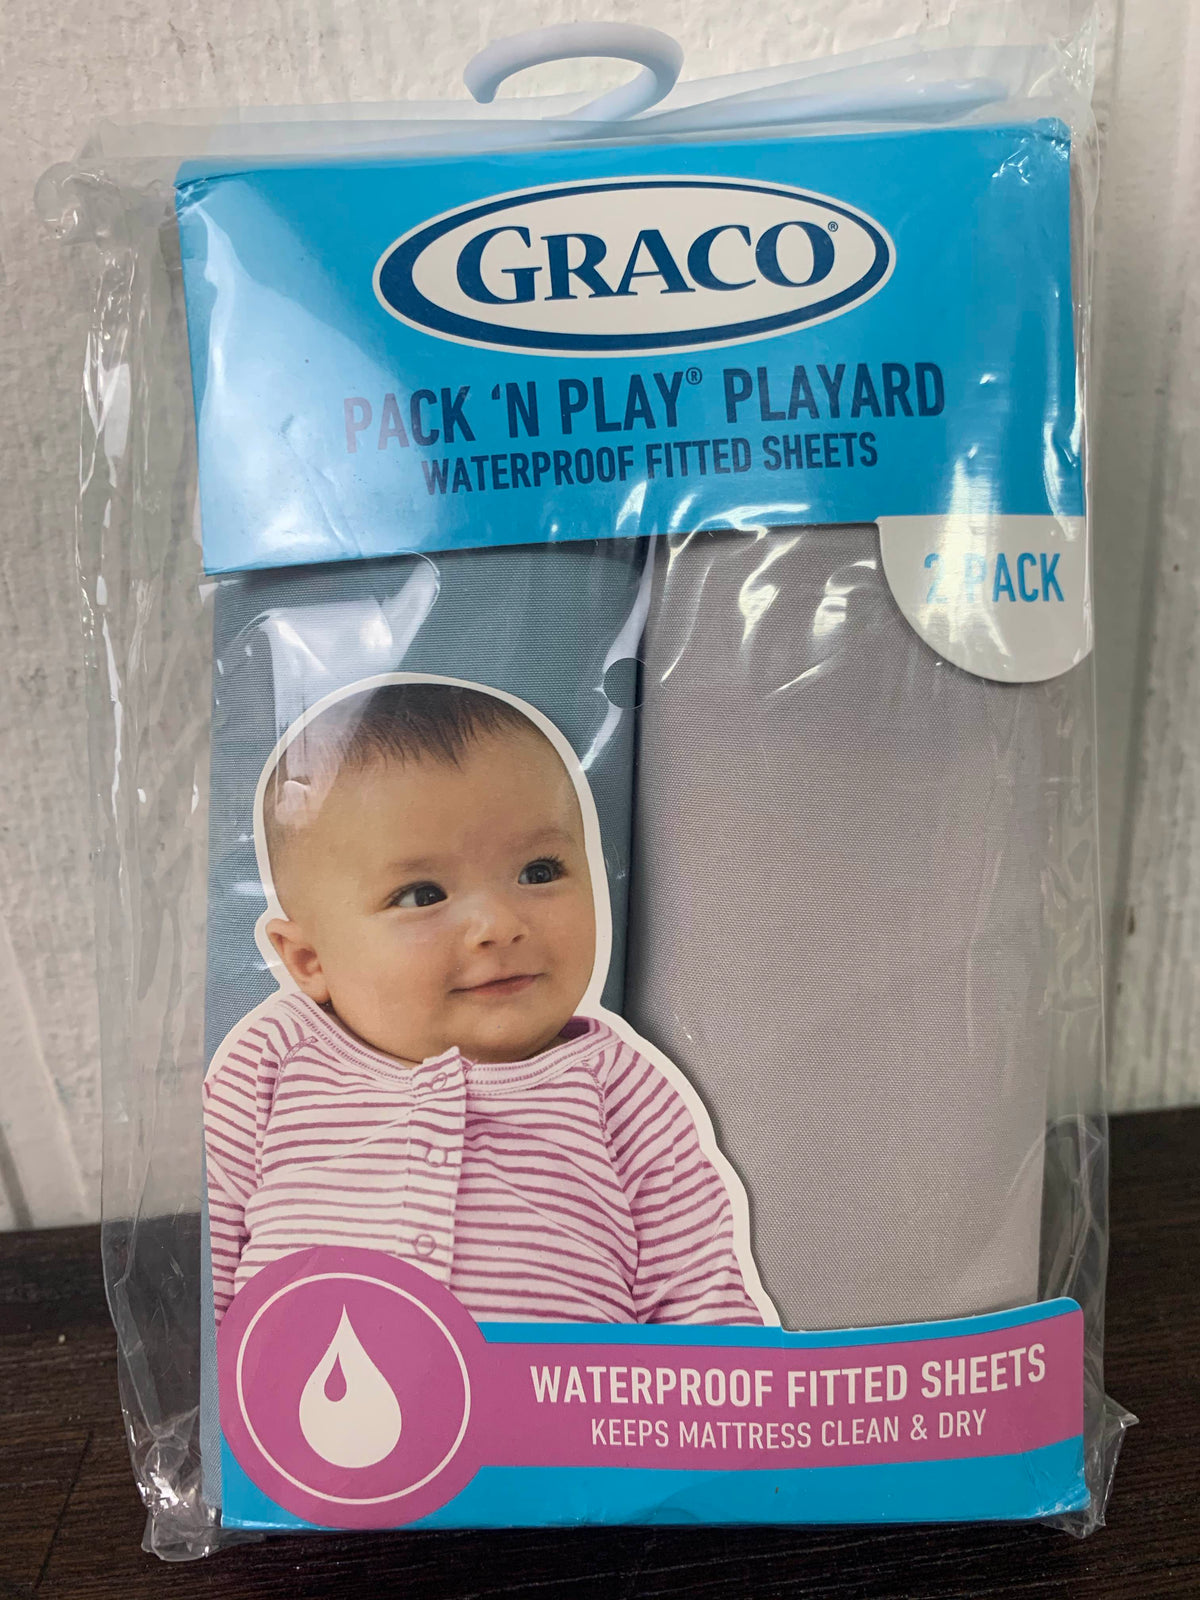 GRACO®
PACK 'N PLAY® PLAYARD
WATERPROOF FITTED SHEETS
2 PACK
WATERPROOF FITTED SHEETS
KEEPS MATTRESS CLEAN & DRY